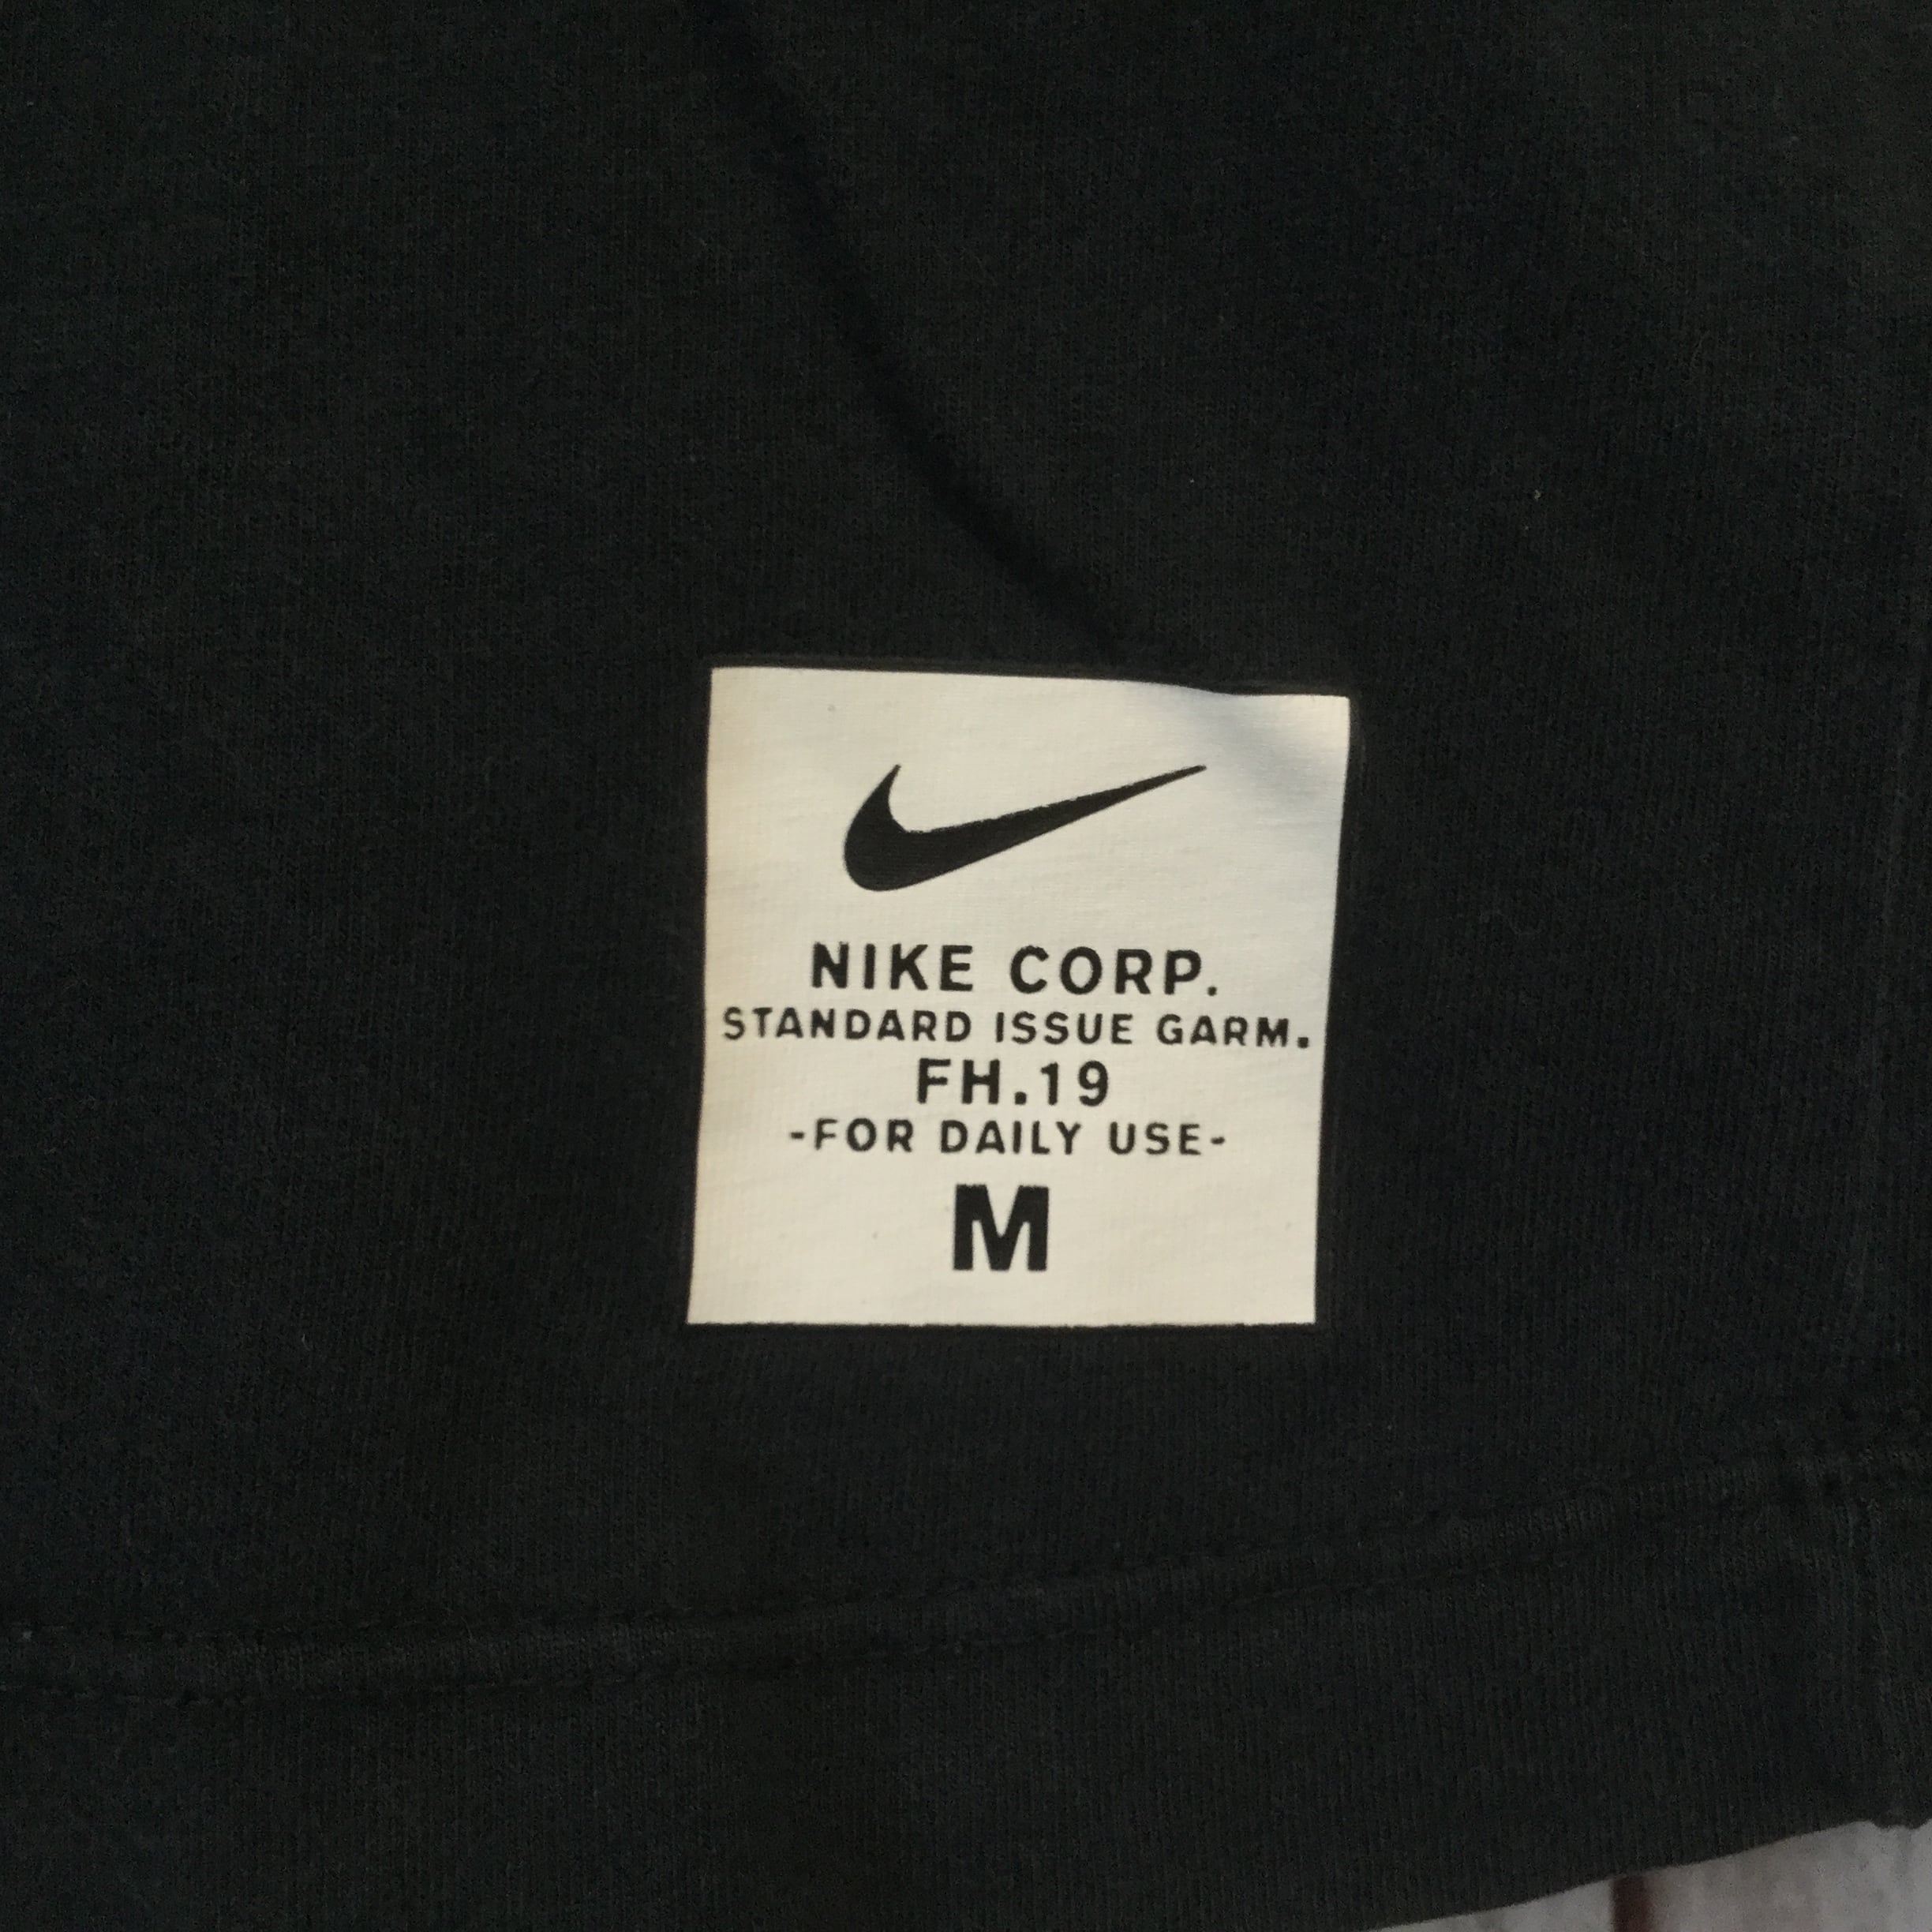 NIKE CORP.
STANDARD ISSUE GARM.
FH.19
-FOR DAILY USE-
M